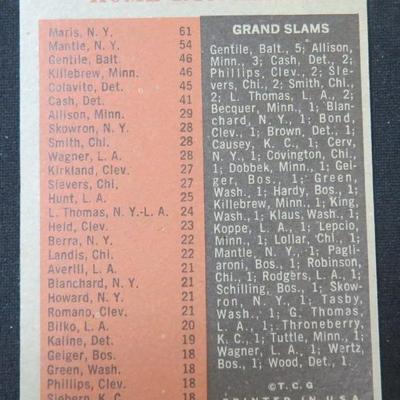 Maris, N. Y. 61
Mantle, N. Y. 54
Gentile, Balt. 46
Killebrew, Minn. 46
Colavito, Det. 45
Cash, Det. 41
Allison, Minn. 29
Skowron, N. Y. 28
Smith, Chi. 28
Wagner, L. A. 28
Kirkland, Clev. 27
Sievers, Chi. 27
Hunt, L. A. 25
L. Thomas, N. Y.-L. A. 24
Held, Clev. 23
Berra, N. Y. 22
Landis, Chi. 22
Averill, L. A. 21
Blanchard, N. Y. 21
Howard, N. Y. 21
Romano, Clev. 21
Bilko, L. A. 20
Kaline, Det. 19
Geiger, Bos. 18
Green, Wash. 18
Phillips, Clev. 18
Siebern, K. C. 18
GRAND SLAMS
Gentile, Balt., 5; Allison,
Minn., 3; Cash, Det., 2;
Phillips, Clev., 2; Sie-
vers, Chi., 2; Smith, Chi.,
2; L. Thomas, L. A., 2;
Becquer, Minn., 1; Blan-
chard, N. Y., 1; Bond,
Clev., 1; Brown, Det., 1;
Causey, K. C., 1; Cerv,
N. Y., 1; Covington, Chi.,
1; Dobbek, Minn., 1; Gei-
ger, Bos., 1; Green,
Wash., 1; Hardy, Bos., 1;
Killebrew, Minn., 1; King,
Wash., 1; Klaus, Wash., 1;
Koppe, L. A., 1; Lepcio,
Minn., 1; Lollar, Chi., 1;
Mantle, N. Y., 1; Pagli-
aroni, Bos., 1; Robinson,
Chi., 1; Rodgers, L. A., 1;
Schilling, Bos., 1; Skow-
ron, N. Y., 1; Tasby,
Wash., 1; G. Thomas,
L. A., 1; Throneberry,
K. C., 1; Tuttle, Minn., 1;
Wagner, L. A., 1; Wertz,
Bos., 1; Wood, Det., 1.
©T. C. G
PRINTED IN U.S.A.